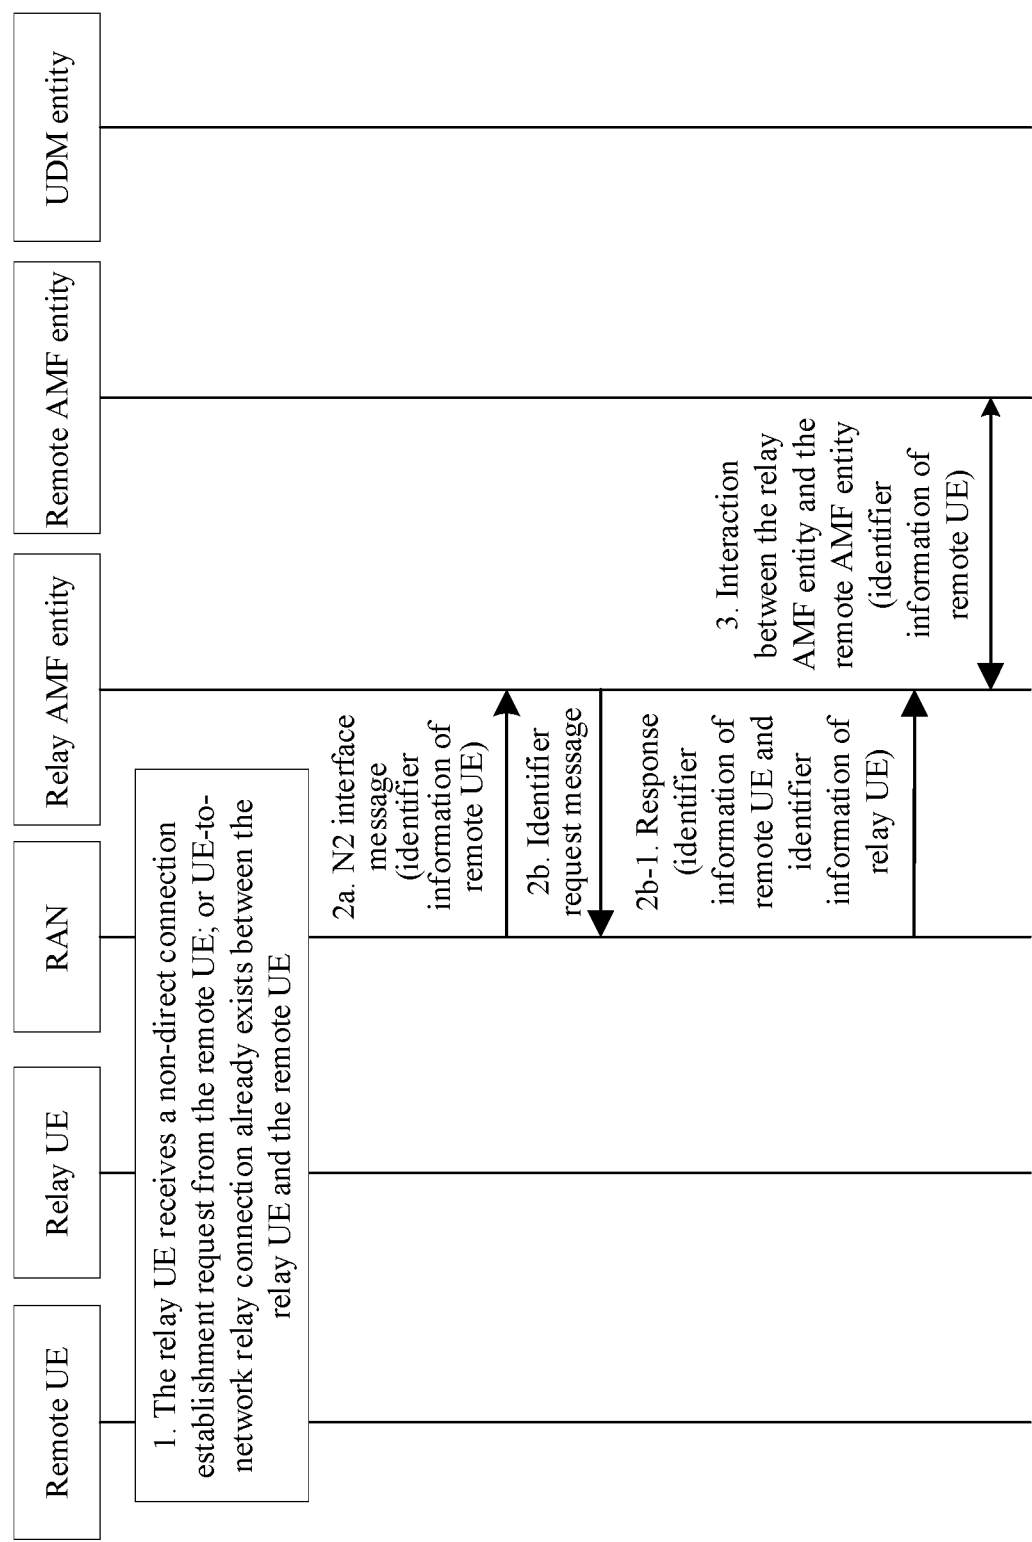 Remote UE
Relay UE
RAN
Relay AMF entity
Remote AMF entity
UDM entity
1. The relay UE receives a non-direct connection
establishment request from the remote UE; or UE-to-
network relay connection already exists between the
relay UE and the remote UE
2a. N2 interface
message
(identifier
information of
remote UE)
2b. Identifier
request message
2b-1. Response
(identifier
information of
remote UE and
identifier
information of
relay UE)
3. Interaction
between the relay
AMF entity and the
remote AMF entity
(identifier
information of
remote UE)